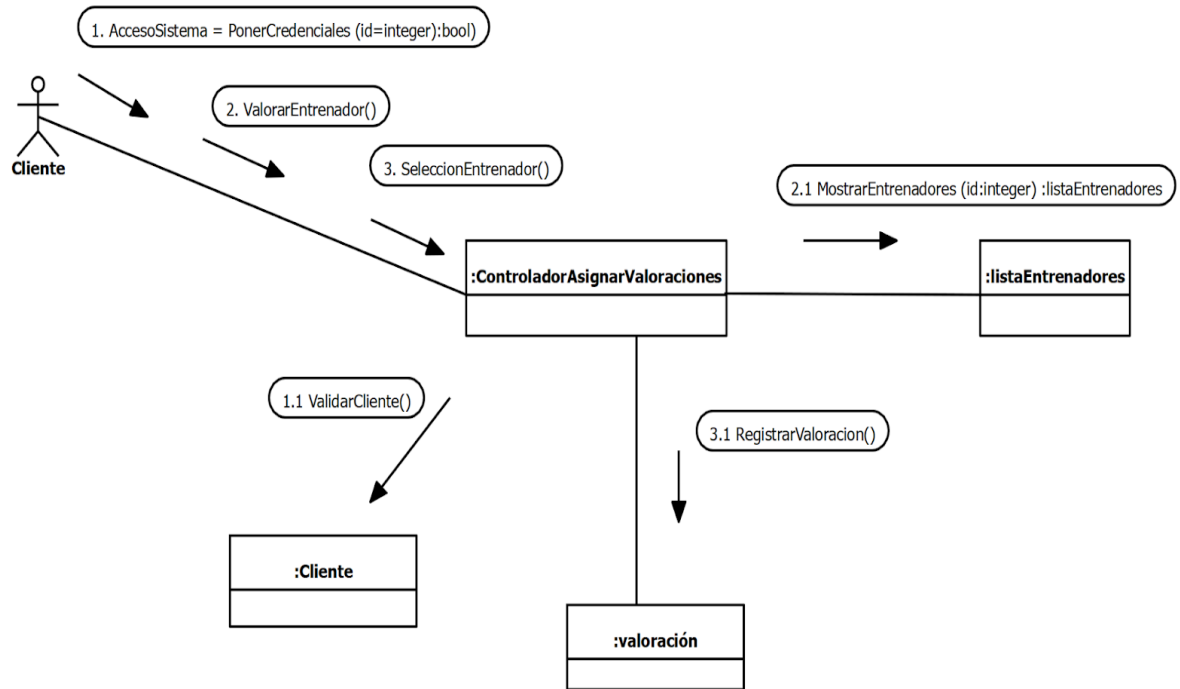 1. AccesoSistema = PonerCredenciales (id=integer):bool)
2. ValorarEntrenador()
Cliente
3. SeleccionEntrenador()
2.1 MostrarEntrenadores (id:integer) :listaEntrenadores
:ControladorAsignarValoraciones
:listaEntrenadores
1.1 ValidarCliente()
3.1 RegistrarValoracion()
:Cliente
:valoración